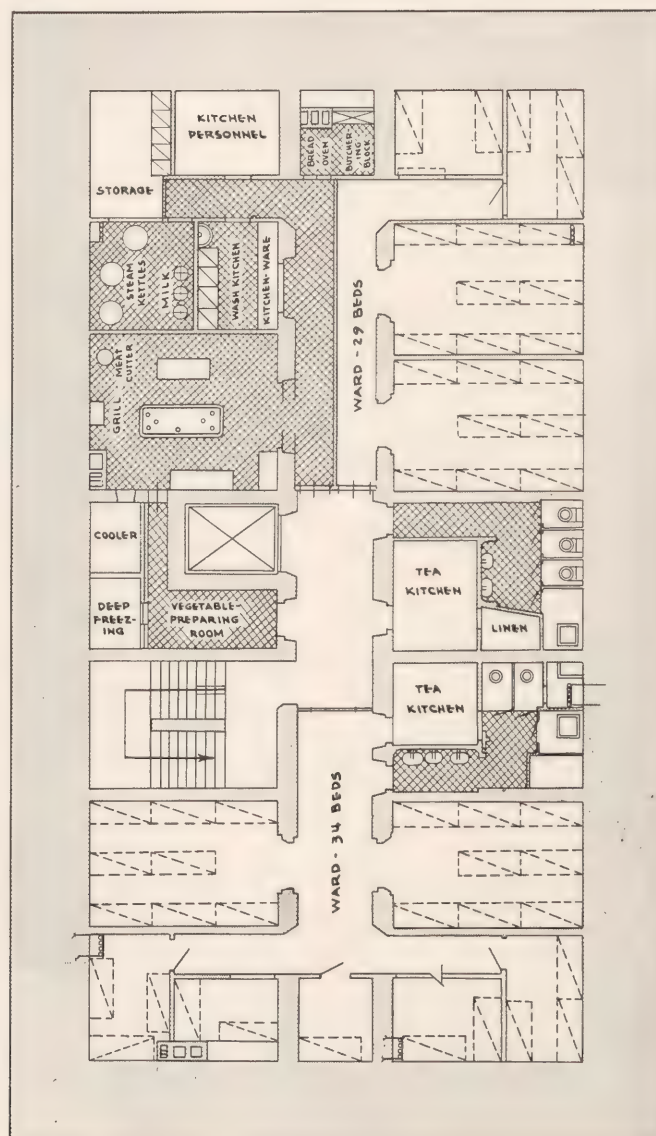 KITCHEN
PERSONNEL
STORAGE
BREAD
OVEN
BUTCHER-
ING
BLOCK
STEAM
KETTLES
MILK
WASH KITCHEN
KITCHEN-WARE
WARD - 29 BEDS
GRILL
MEAT
CUTTER
COOLER
DEEP
FREEZ-
ING
VEGETABLE-
PREPARING
ROOM
TEA
KITCHEN
LINEN
TEA
KITCHEN
WARD - 34 BEDS